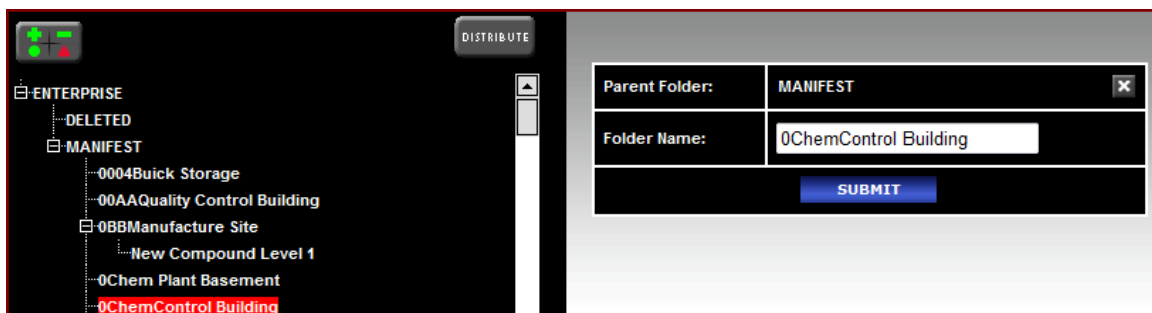 DISTRIBUTE
ENTERPRISE
DELETED
MANIFEST
0004Buick Storage
00AAQuality Control Building
0BBManufacture Site
New Compound Level 1
0Chem Plant Basement
0ChemControl Building
Parent Folder: MANIFEST
Folder Name: 0ChemControl Building
SUBMIT